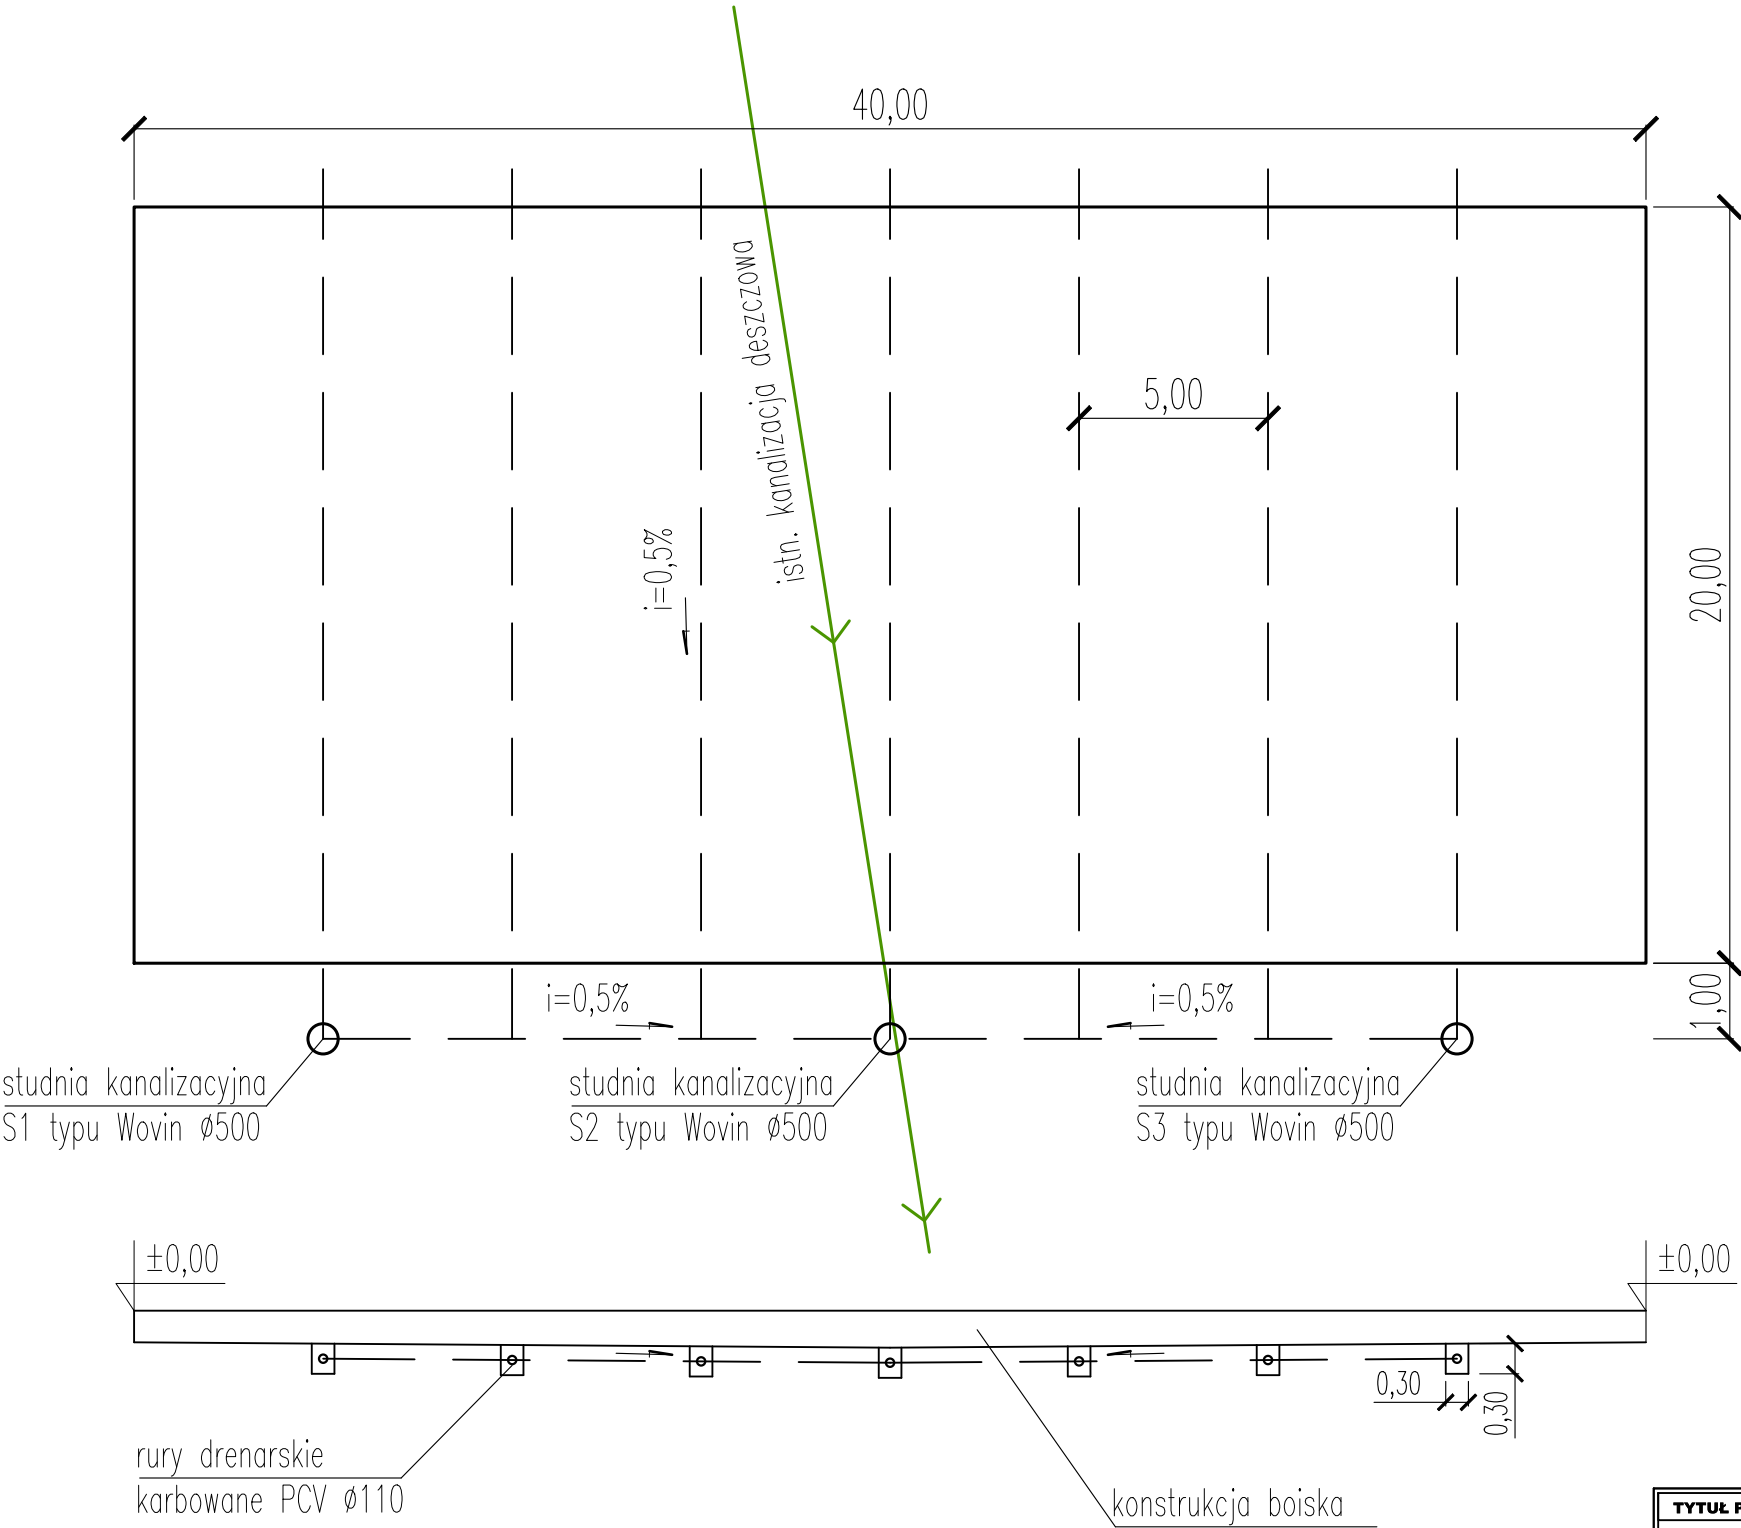 40,00
istn. kanalizacja deszczowa
5,00
i=0,5%
20,00
i=0,5%
i=0,5%
1,00
studnia kanalizacyjna
S1 typu Wovin ø500
studnia kanalizacyjna
S2 typu Wovin ø500
studnia kanalizacyjna
S3 typu Wovin ø500
±0,00
±0,00
0,30
0,30
rury drenarskie
karbowane PCV ø110
konstrukcja boiska
TYTUŁ